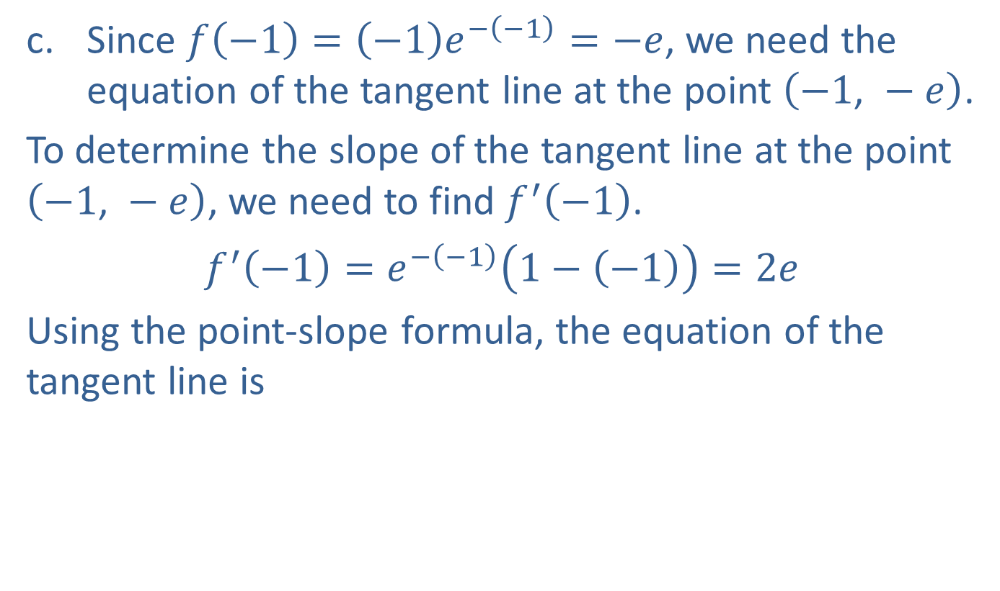 c. Since f(−1) = (−1)e^{−(−1)} = −e, we need the
equation of the tangent line at the point (−1, − e).
To determine the slope of the tangent line at the point
(−1, − e), we need to find f′(−1).
f′(−1) = e^{−(−1)}(1 − (−1)) = 2e
Using the point-slope formula, the equation of the
tangent line is